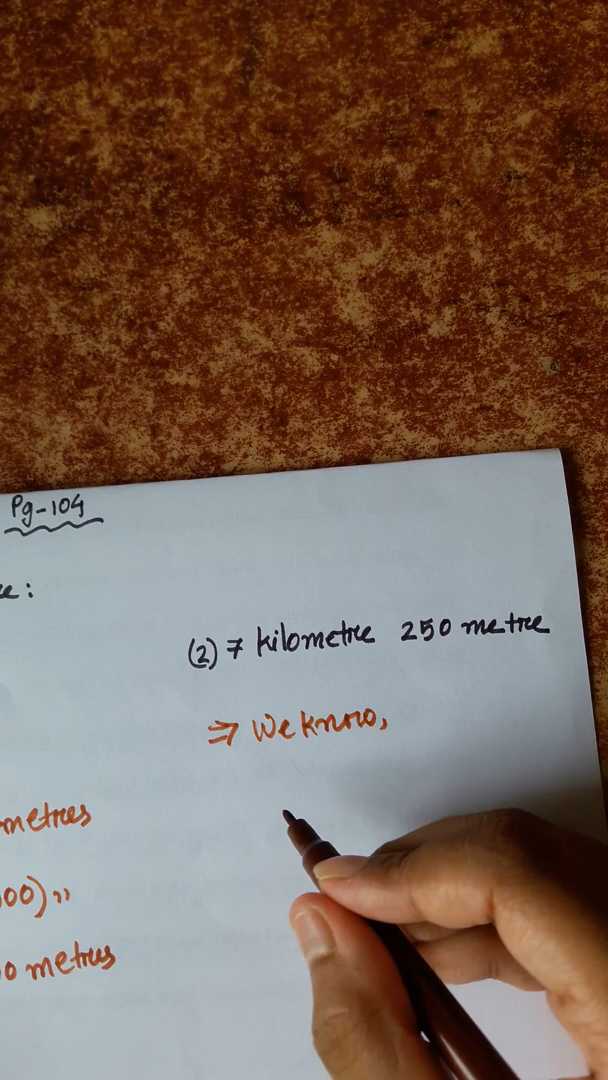 Pg-104
(2) 7 kilometre 250 metre
⇒ We know,
metres
00) ,,
0 metres